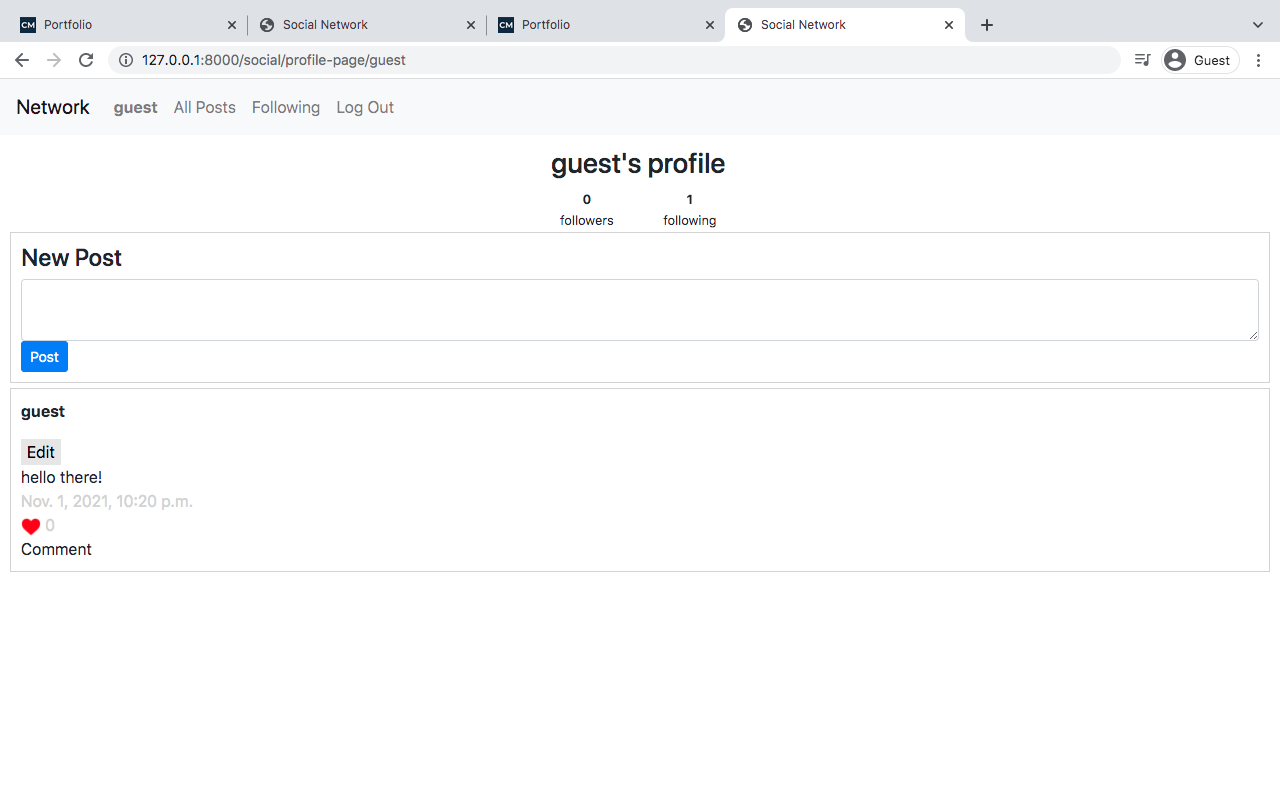 CM Portfolio Social Network CM Portfolio Social Network
127.0.0.1:8000/social/profile-page/guest Guest
Network guest All Posts Following Log Out
guest's profile
0 1
followers following
New Post
Post
guest
Edit
hello there!
Nov. 1, 2021, 10:20 p.m.
0
Comment